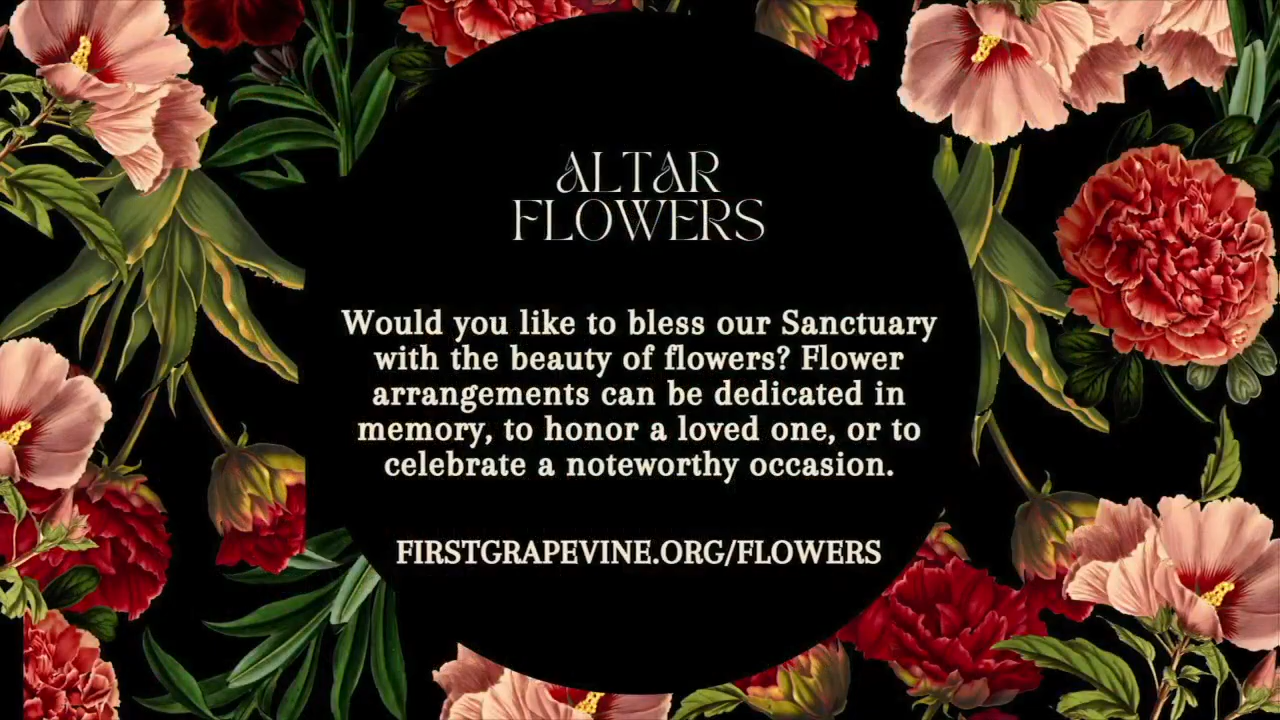 ALTAR
FLOWERS
Would you like to bless our Sanctuary
with the beauty of flowers? Flower
arrangements can be dedicated in
memory, to honor a loved one, or to
celebrate a noteworthy occasion.
FIRSTGRAPEVINE.ORG/FLOWERS